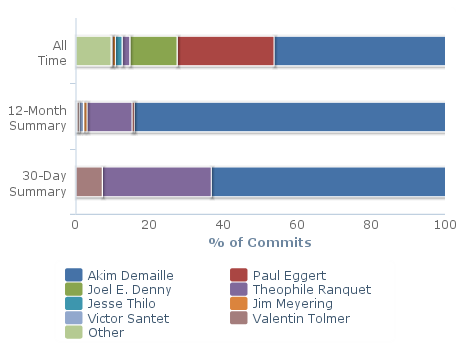 All
Time
12-Month
Summary
30-Day
Summary
0 20 40 60 80 100
% of Commits
Akim Demaille Paul Eggert
Joel E. Denny Theophile Ranquet
Jesse Thilo Jim Meyering
Victor Santet Valentin Tolmer
Other